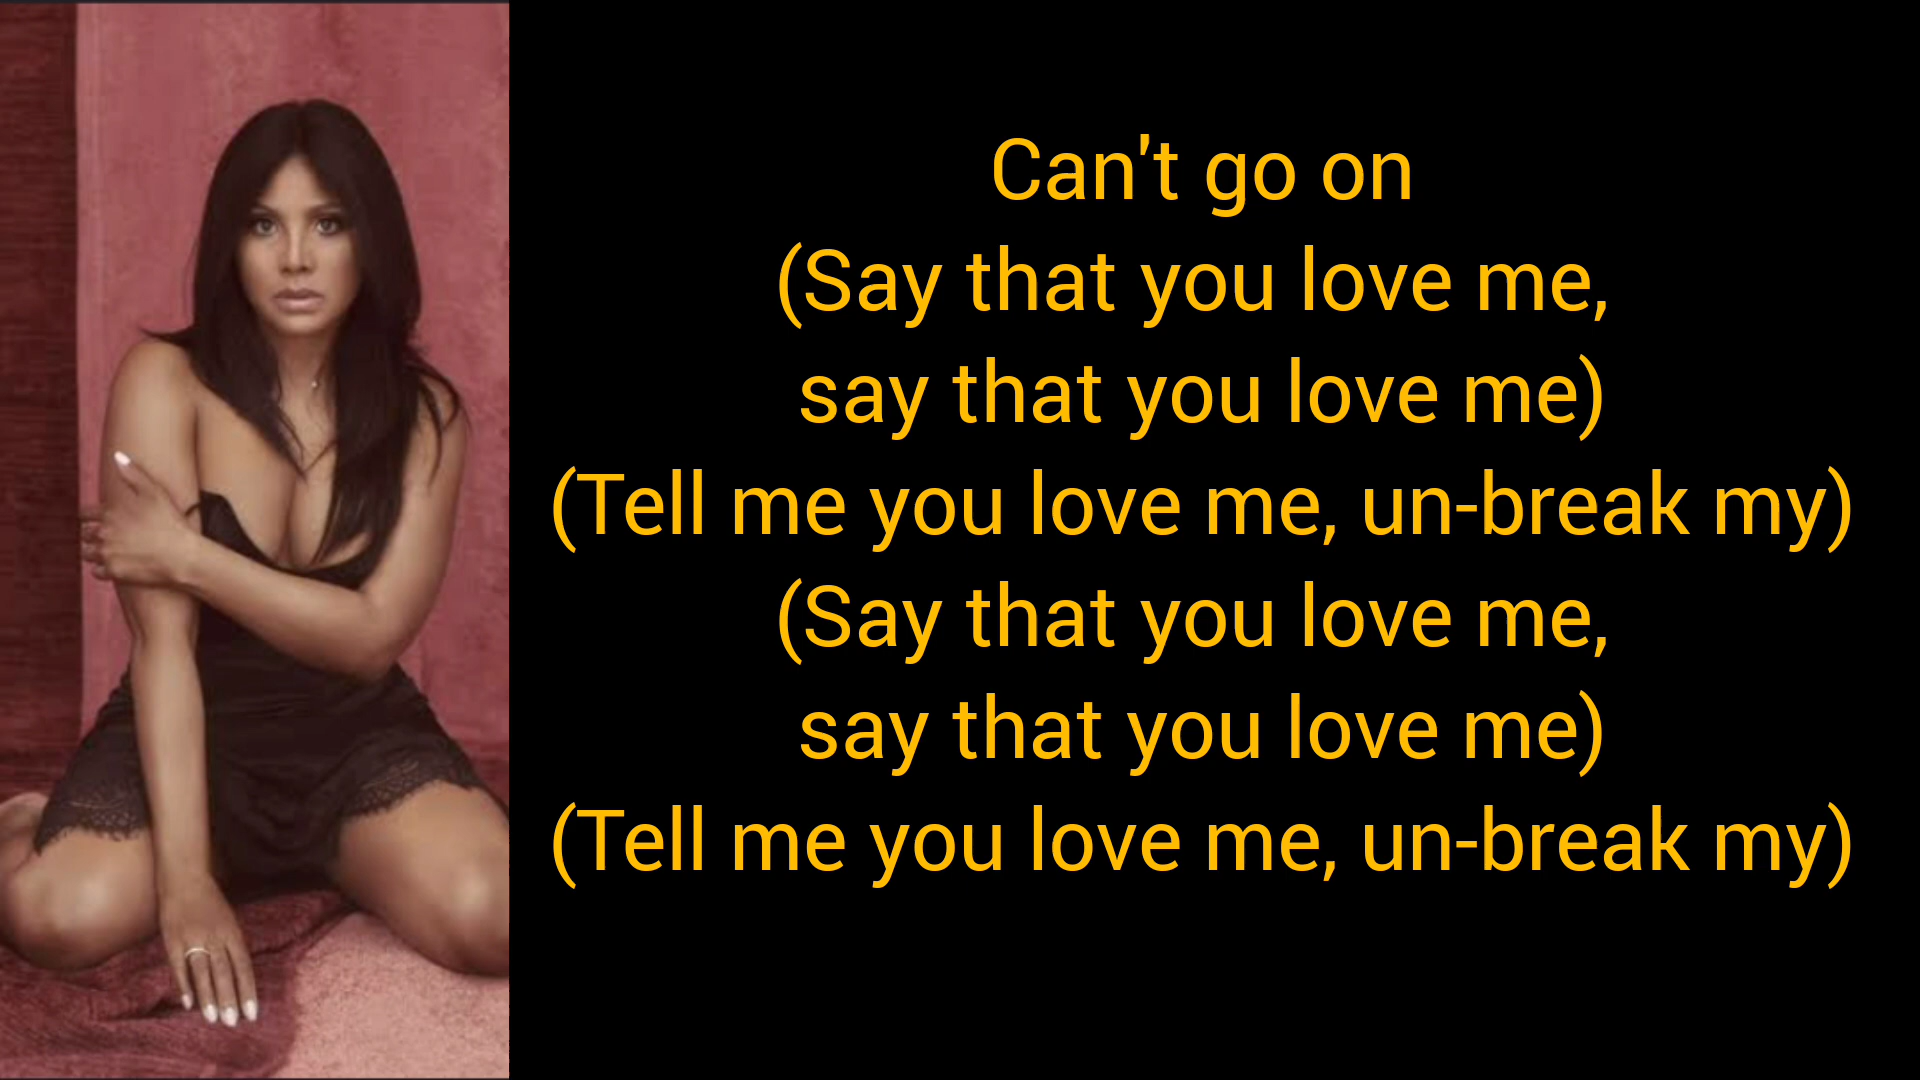 Can't go on
(Say that you love me,
say that you love me)
(Tell me you love me, un-break my)
(Say that you love me,
say that you love me)
(Tell me you love me, un-break my)